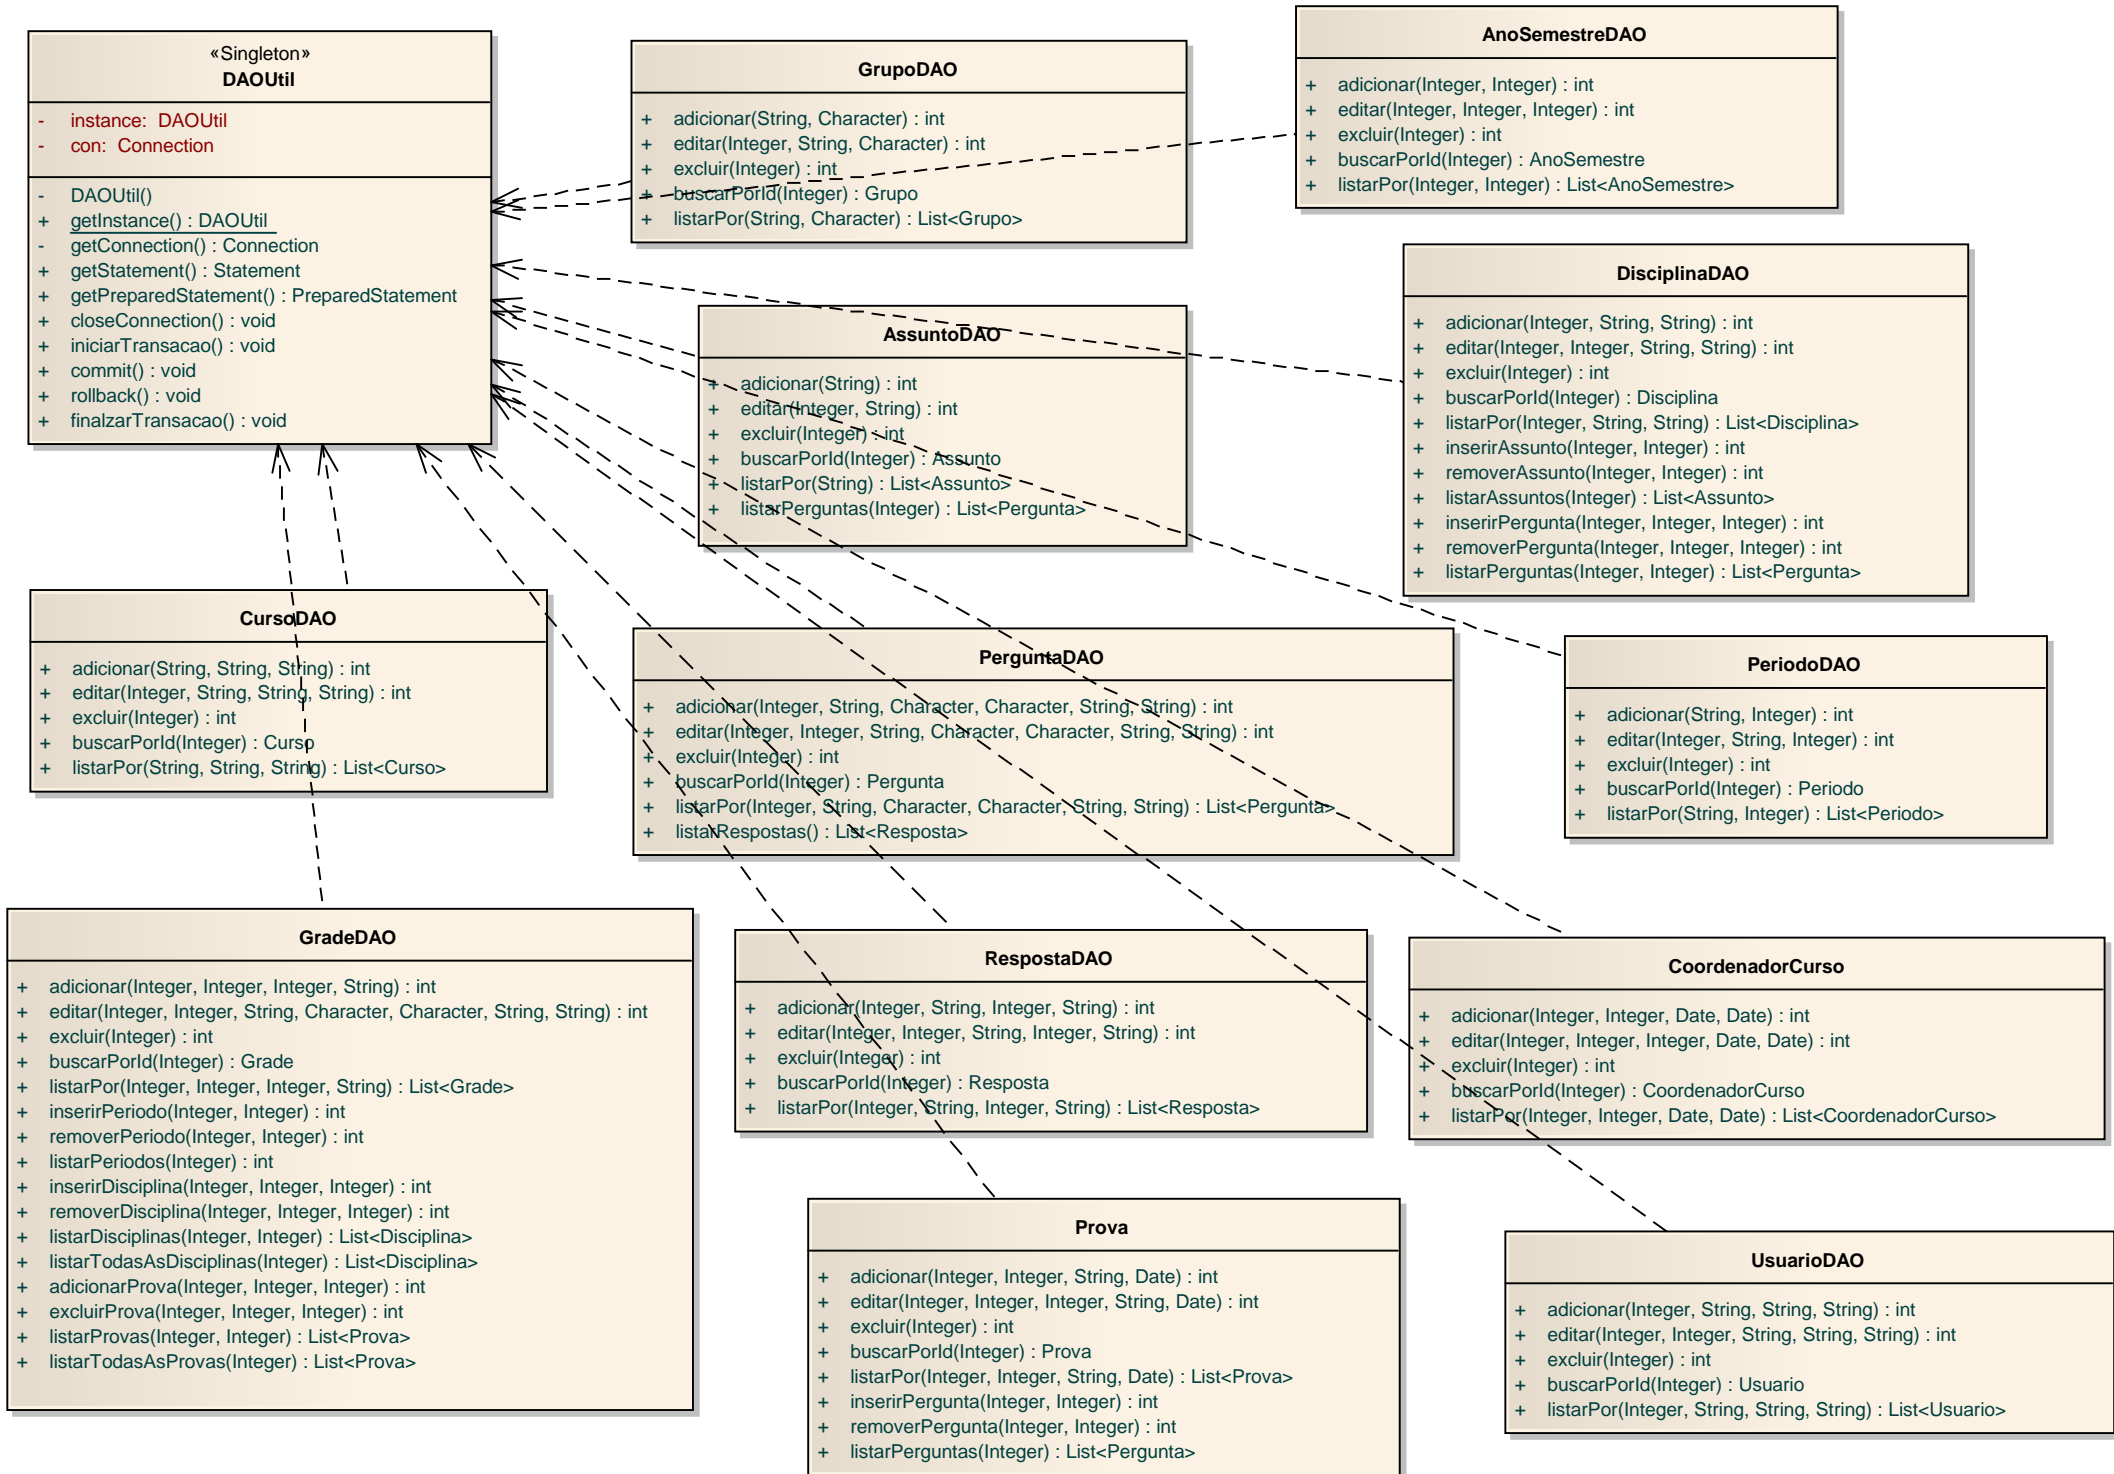 «Singleton»
DAOUtil
- instance: DAOUtil
- con: Connection
- DAOUtil()
+ getInstance() : DAOUtil
- getConnection() : Connection
+ getStatement() : Statement
+ getPreparedStatement() : PreparedStatement
+ closeConnection() : void
+ iniciarTransacao() : void
+ commit() : void
+ rollback() : void
+ finalzarTransacao() : void
GrupoDAO
+ adicionar(String, Character) : int
+ editar(Integer, String, Character) : int
+ excluir(Integer) : int
+ buscarPorId(Integer) : Grupo
+ listarPor(String, Character) : List<Grupo>
AnoSemestreDAO
+ adicionar(Integer, Integer) : int
+ editar(Integer, Integer, Integer) : int
+ excluir(Integer) : int
+ buscarPorId(Integer) : AnoSemestre
+ listarPor(Integer, Integer) : List<AnoSemestre>
DisciplinaDAO
+ adicionar(Integer, String, String) : int
+ editar(Integer, Integer, String, String) : int
+ excluir(Integer) : int
+ buscarPorId(Integer) : Disciplina
+ listarPor(Integer, String, String) : List<Disciplina>
+ inserirAssunto(Integer, Integer) : int
+ removerAssunto(Integer, Integer) : int
+ listarAssuntos(Integer) : List<Assunto>
+ inserirPergunta(Integer, Integer, Integer) : int
+ removerPergunta(Integer, Integer, Integer) : int
+ listarPerguntas(Integer, Integer) : List<Pergunta>
AssuntoDAO
+ adicionar(String) : int
+ editar(Integer, String) : int
+ excluir(Integer) : int
+ buscarPorId(Integer) : Assunto
+ listarPor(String) : List<Assunto>
+ listarPerguntas(Integer) : List<Pergunta>
CursoDAO
+ adicionar(String, String, String) : int
+ editar(Integer, String, String, String) : int
+ excluir(Integer) : int
+ buscarPorId(Integer) : Curso
+ listarPor(String, String, String) : List<Curso>
PerguntaDAO
+ adicionar(Integer, String, Character, Character, String, String) : int
+ editar(Integer, Integer, String, Character, Character, String, String) : int
+ excluir(Integer) : int
+ buscarPorId(Integer) : Pergunta
+ listarPor(Integer, String, Character, Character, String, String) : List<Pergunta>
+ listarRespostas() : List<Resposta>
PeriodoDAO
+ adicionar(String, Integer) : int
+ editar(Integer, String, Integer) : int
+ excluir(Integer) : int
+ buscarPorId(Integer) : Periodo
+ listarPor(String, Integer) : List<Periodo>
GradeDAO
+ adicionar(Integer, Integer, Integer, String) : int
+ editar(Integer, Integer, String, Character, Character, String, String) : int
+ excluir(Integer) : int
+ buscarPorId(Integer) : Grade
+ listarPor(Integer, Integer, Integer, String) : List<Grade>
+ inserirPeriodo(Integer, Integer) : int
+ removerPeriodo(Integer, Integer) : int
+ listarPeriodos(Integer) : int
+ inserirDisciplina(Integer, Integer, Integer) : int
+ removerDisciplina(Integer, Integer, Integer) : int
+ listarDisciplinas(Integer, Integer) : List<Disciplina>
+ listarTodasAsDisciplinas(Integer) : List<Disciplina>
+ adicionarProva(Integer, Integer, Integer) : int
+ excluirProva(Integer, Integer, Integer) : int
+ listarProvas(Integer, Integer) : List<Prova>
+ listarTodasAsProvas(Integer) : List<Prova>
RespostaDAO
+ adicionar(Integer, String, Integer, String) : int
+ editar(Integer, Integer, String, Integer, String) : int
+ excluir(Integer) : int
+ buscarPorId(Integer) : Resposta
+ listarPor(Integer, String, Integer, String) : List<Resposta>
CoordenadorCurso
+ adicionar(Integer, Integer, Date, Date) : int
+ editar(Integer, Integer, Integer, Date, Date) : int
+ excluir(Integer) : int
+ buscarPorId(Integer) : CoordenadorCurso
+ listarPor(Integer, Integer, Date, Date) : List<CoordenadorCurso>
Prova
+ adicionar(Integer, Integer, String, Date) : int
+ editar(Integer, Integer, Integer, String, Date) : int
+ excluir(Integer) : int
+ buscarPorId(Integer) : Prova
+ listarPor(Integer, Integer, String, Date) : List<Prova>
+ inserirPergunta(Integer, Integer) : int
+ removerPergunta(Integer, Integer) : int
+ listarPerguntas(Integer) : List<Pergunta>
UsuarioDAO
+ adicionar(Integer, String, String, String) : int
+ editar(Integer, Integer, String, String, String) : int
+ excluir(Integer) : int
+ buscarPorId(Integer) : Usuario
+ listarPor(Integer, String, String, String) : List<Usuario>